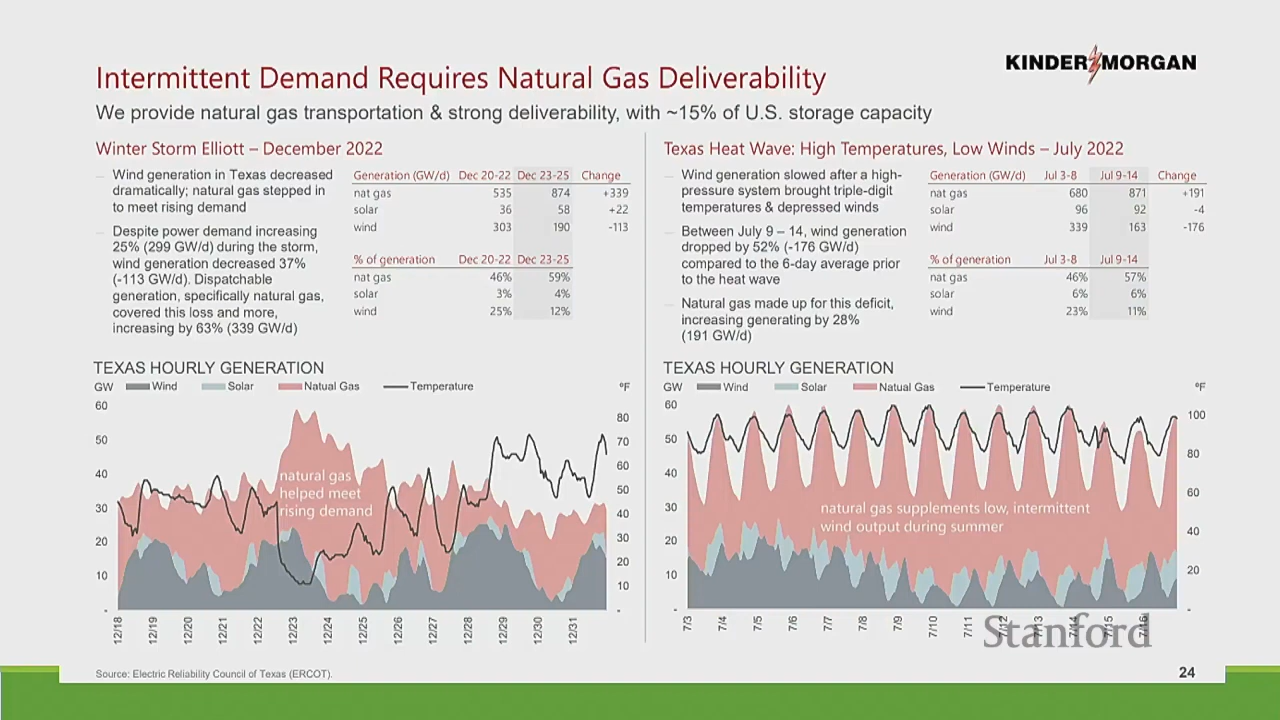 KINDER MORGAN
Intermittent Demand Requires Natural Gas Deliverability
We provide natural gas transportation & strong deliverability, with ~15% of U.S. storage capacity
Winter Storm Elliott – December 2022
– Wind generation in Texas decreased
dramatically; natural gas stepped in
to meet rising demand
– Despite power demand increasing
25% (299 GW/d) during the storm,
wind generation decreased 37%
(-113 GW/d). Dispatchable
generation, specifically natural gas,
covered this loss and more,
increasing by 63% (339 GW/d)
Generation (GW/d) Dec 20-22 Dec 23-25 Change
nat gas 535 874 +339
solar 36 58 +22
wind 303 190 -113
% of generation Dec 20-22 Dec 23-25
nat gas 46% 59%
solar 3% 4%
wind 25% 12%
TEXAS HOURLY GENERATION
GW Wind Solar Natual Gas Temperature ºF
60
50
40
30
20
10
-
80
70
60
50
40
30
20
10
-
natural gas
helped meet
rising demand
12/18 12/19 12/20 12/21 12/22 12/23 12/24 12/25 12/26 12/27 12/28 12/29 12/30 12/31
Texas Heat Wave: High Temperatures, Low Winds – July 2022
– Wind generation slowed after a high-
pressure system brought triple-digit
temperatures & depressed winds
– Between July 9 – 14, wind generation
dropped by 52% (-176 GW/d)
compared to the 6-day average prior
to the heat wave
– Natural gas made up for this deficit,
increasing generating by 28%
(191 GW/d)
Generation (GW/d) Jul 3-8 Jul 9-14 Change
nat gas 680 871 +191
solar 96 92 -4
wind 339 163 -176
% of generation Jul 3-8 Jul 9-14
nat gas 46% 57%
solar 6% 6%
wind 23% 11%
TEXAS HOURLY GENERATION
GW Wind Solar Natual Gas Temperature ºF
60
50
40
30
20
10
-
100
80
60
40
20
-
natural gas supplements low, intermittent
wind output during summer
7/3 7/4 7/5 7/6 7/7 7/8 7/9 7/10 7/11 7/12 7/13 7/14 7/15 7/16
Stanford
Source: Electric Reliability Council of Texas (ERCOT).
24